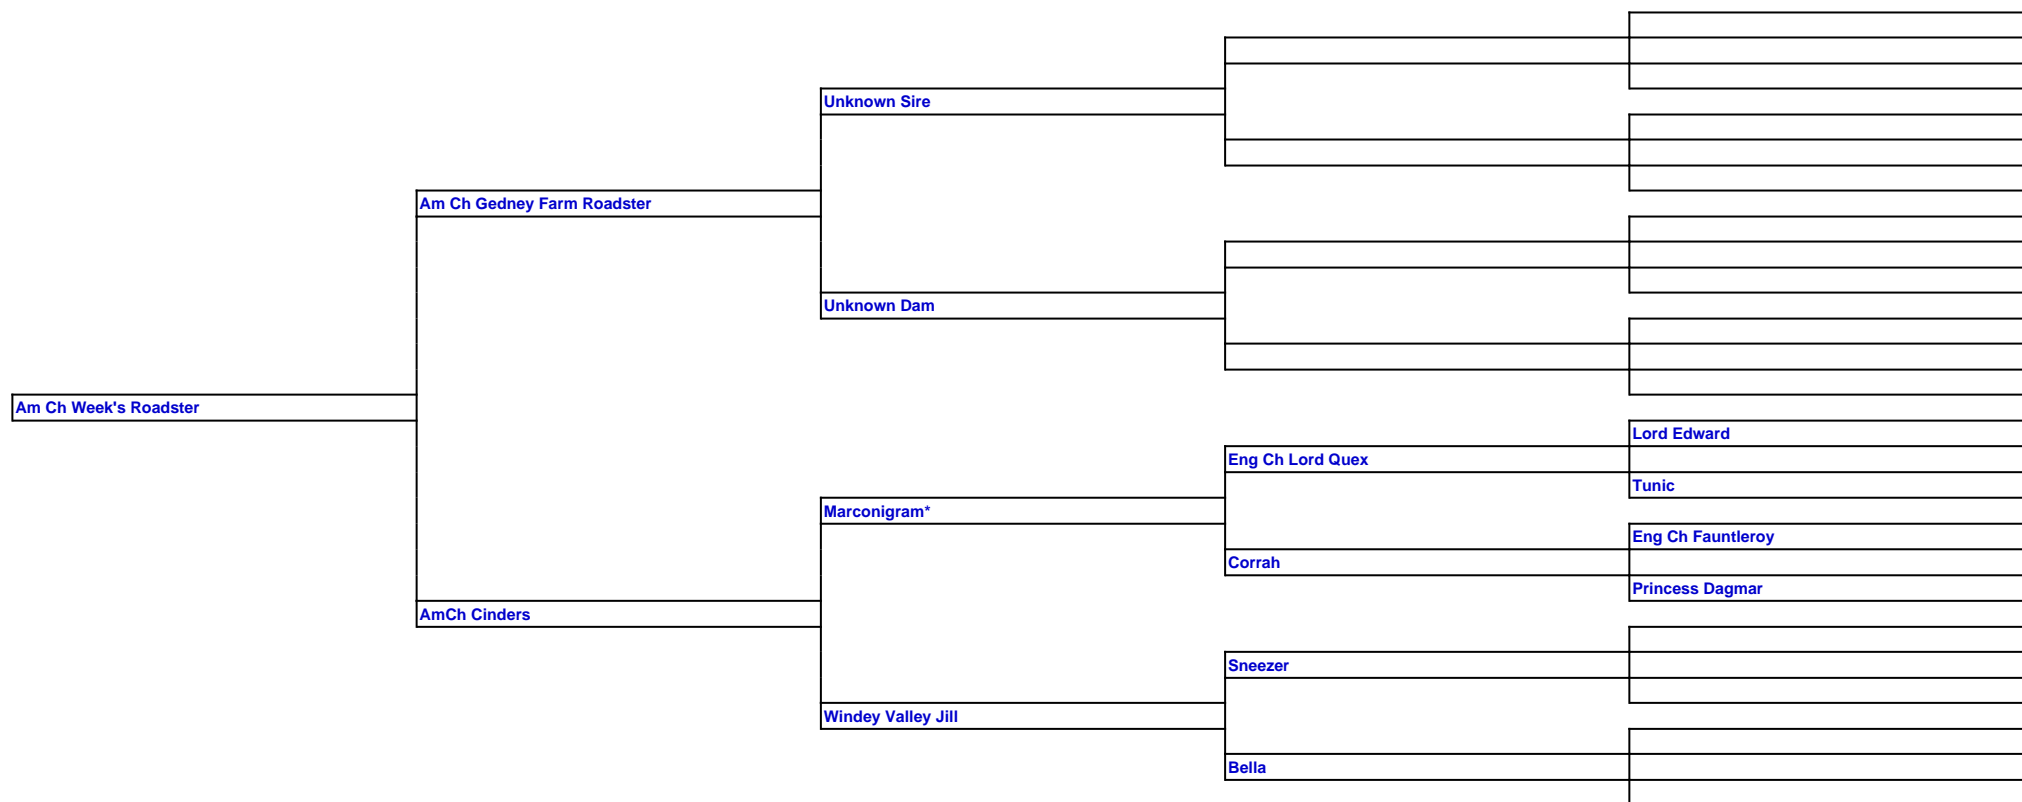 Unknown Sire
Am Ch Gedney Farm Roadster
Unknown Dam
Am Ch Week's Roadster
Lord Edward
Eng Ch Lord Quex
Tunic
Marconigram*
Eng Ch Fauntleroy
Corrah
Princess Dagmar
AmCh Cinders
Sneezer
Windey Valley Jill
Bella